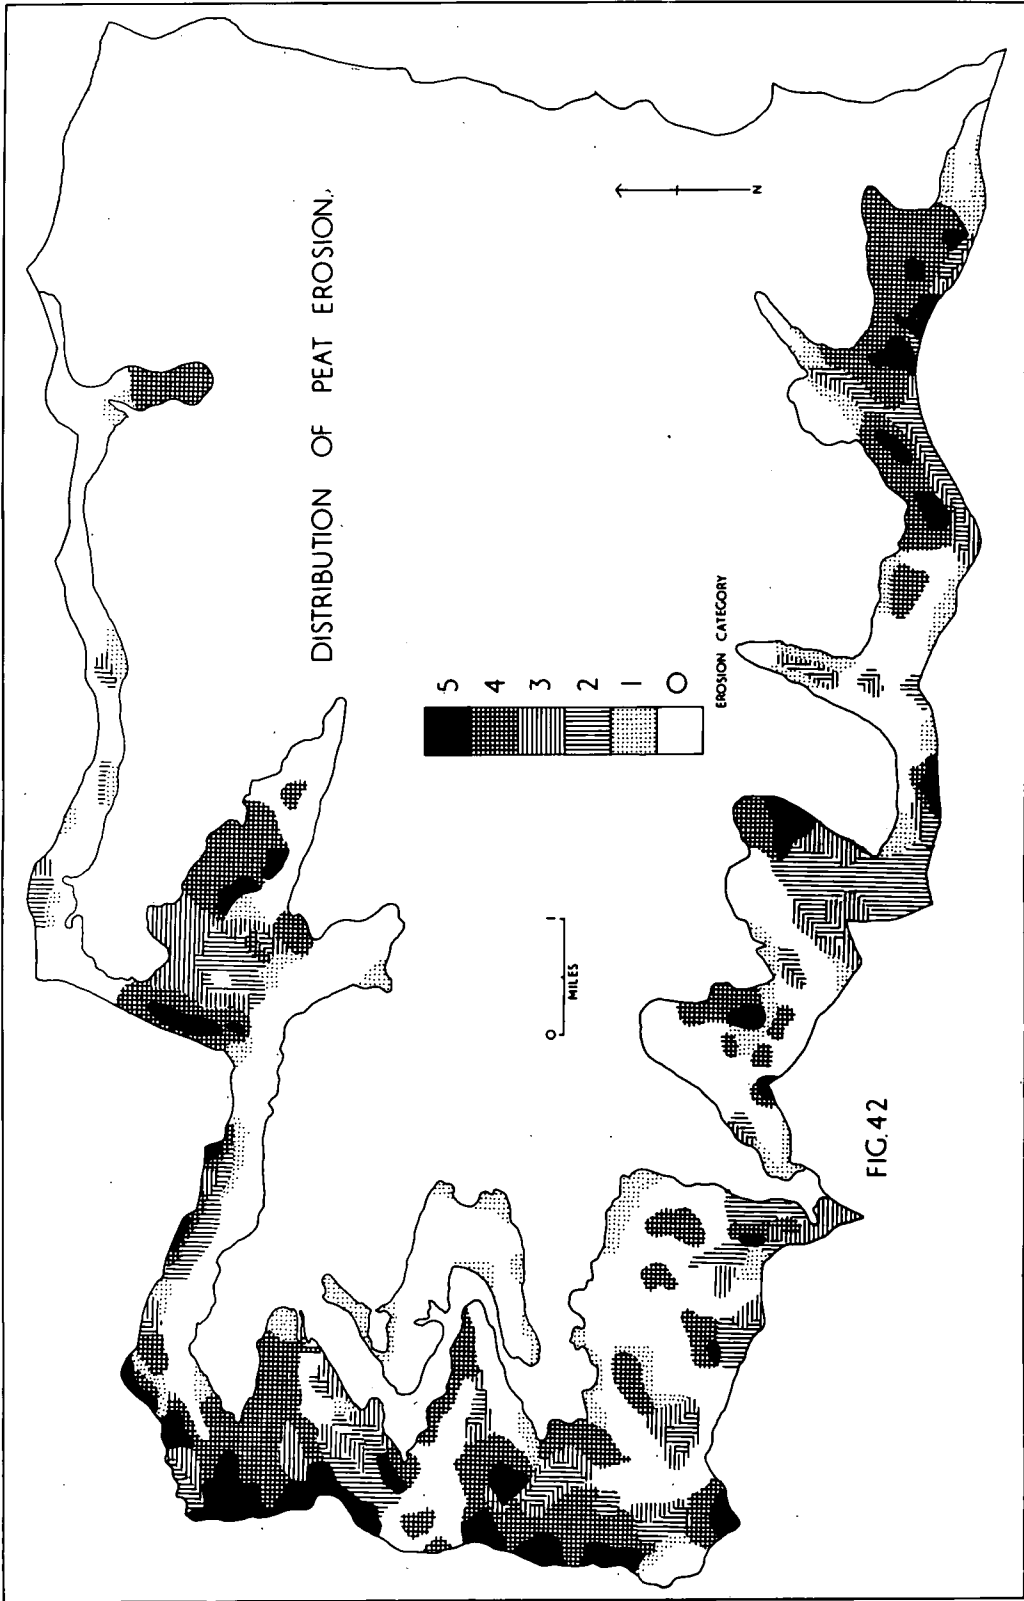 DISTRIBUTION OF PEAT EROSION.
5
4
3
2
1
0
EROSION CATEGORY
N
0 1
MILES
FIG. 42